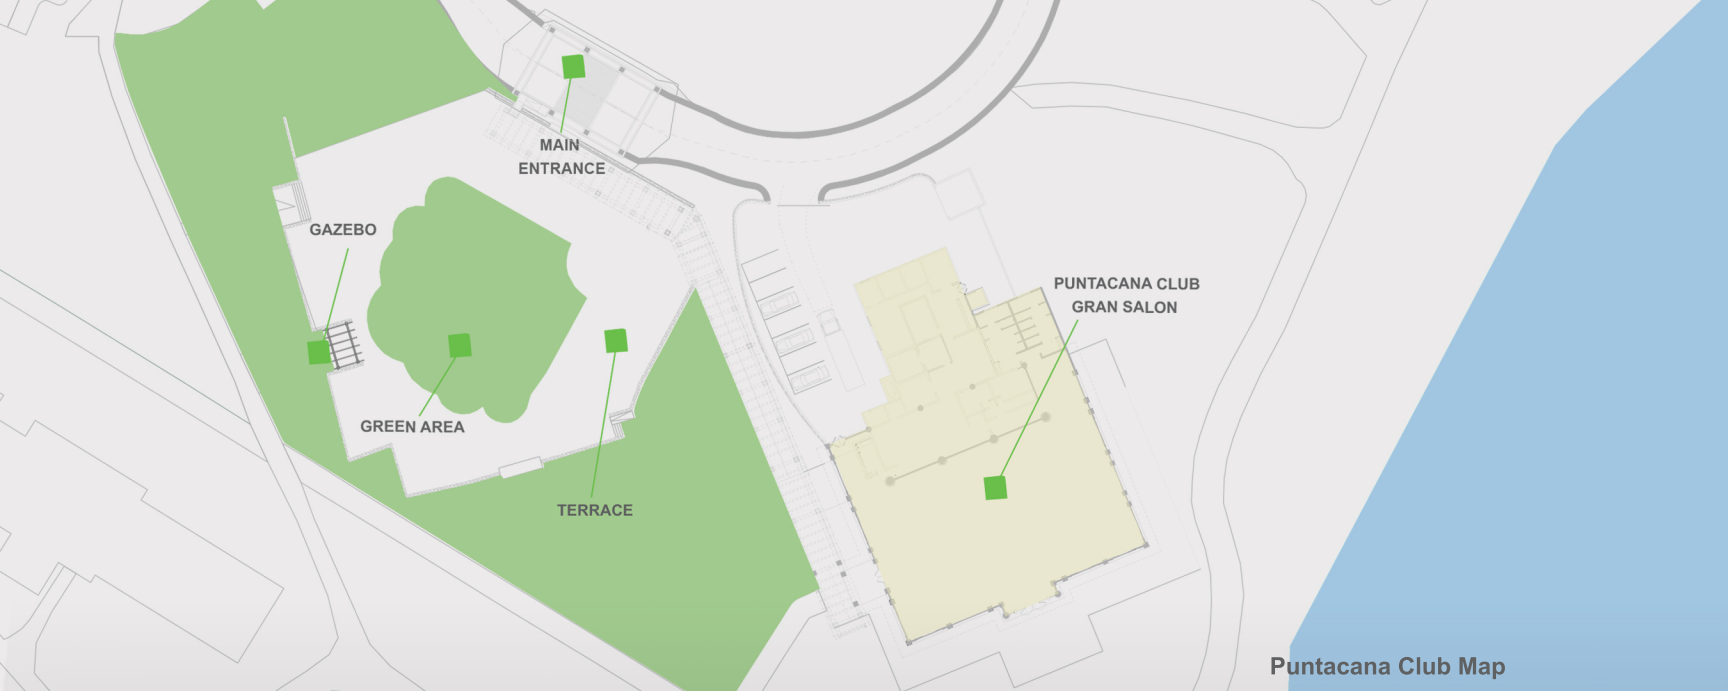 MAIN
ENTRANCE
GAZEBO
PUNTACANA CLUB
GRAN SALON
GREEN AREA
TERRACE
Puntacana Club Map